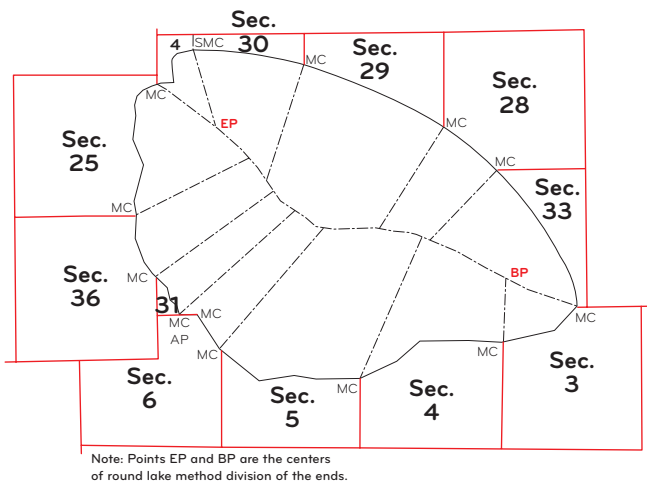 Sec.
30
4
SMC
MC
Sec.
29
Sec.
28
MC
EP
MC
Sec.
25
MC
Sec.
33
MC
BP
MC
Sec.
36
31
MC
MC
AP
MC
MC
MC
Sec.
6
Sec.
5
Sec.
4
Sec.
3
Note: Points EP and BP are the centers
of round lake method division of the ends.